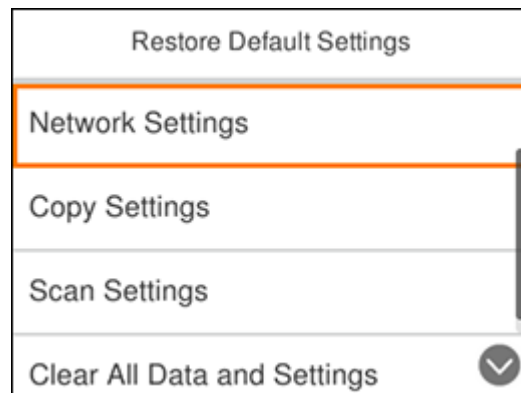 Restore Default Settings
Network Settings
Copy Settings
Scan Settings
Clear All Data and Settings